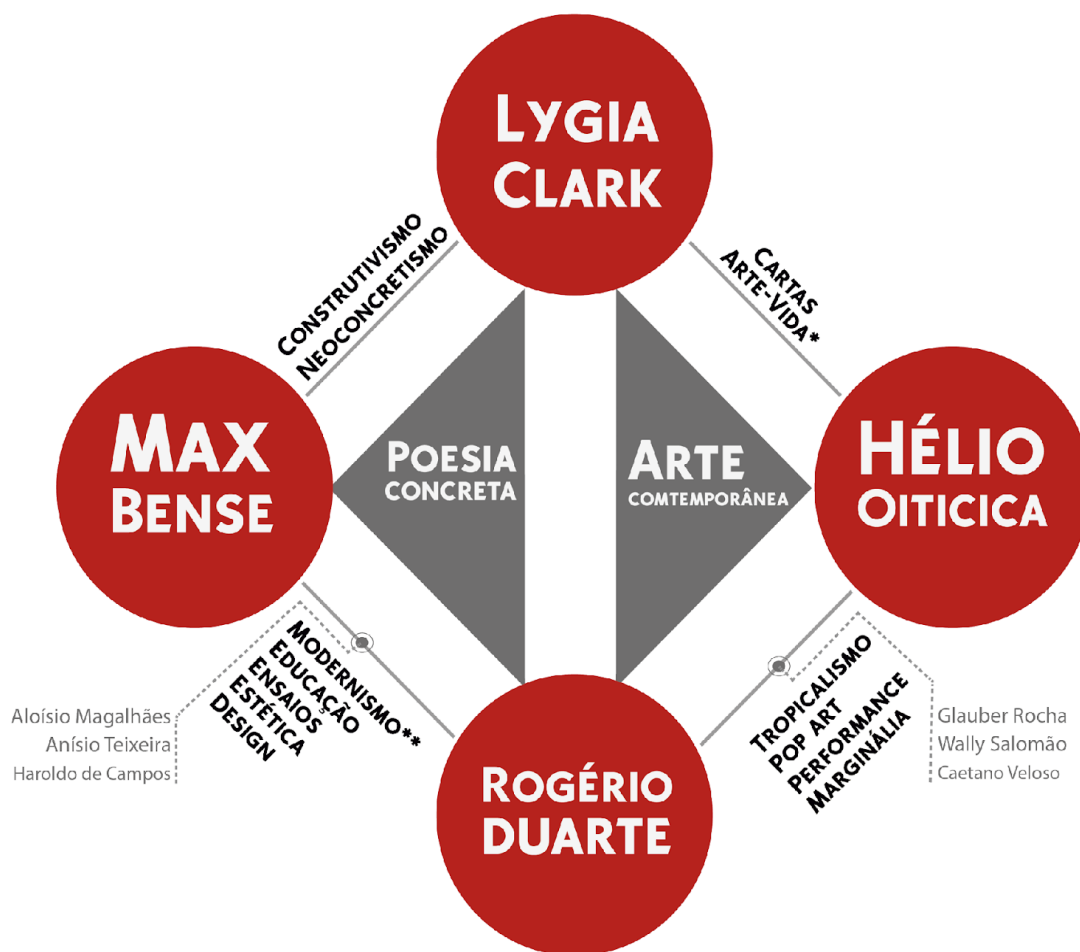 LYGIA
CLARK
CONSTRUTIVISMO
NEOCONCRETISMO
CARTAS
ARTE-VIDA*
MAX
BENSE
POESIA
CONCRETA
ARTE
COMTEMPORÂNEA
HÉLIO
OITICICA
MODERNISMO**
EDUCAÇÃO
ENSAIOS
ESTÉTICA
DESIGN
Aloísio Magalhães
Anísio Teixeira
Haroldo de Campos
TROPICALISMO
POP ART
PERFORMANCE
MARGINÁLIA
Glauber Rocha
Wally Salomão
Caetano Veloso
ROGÉRIO
DUARTE